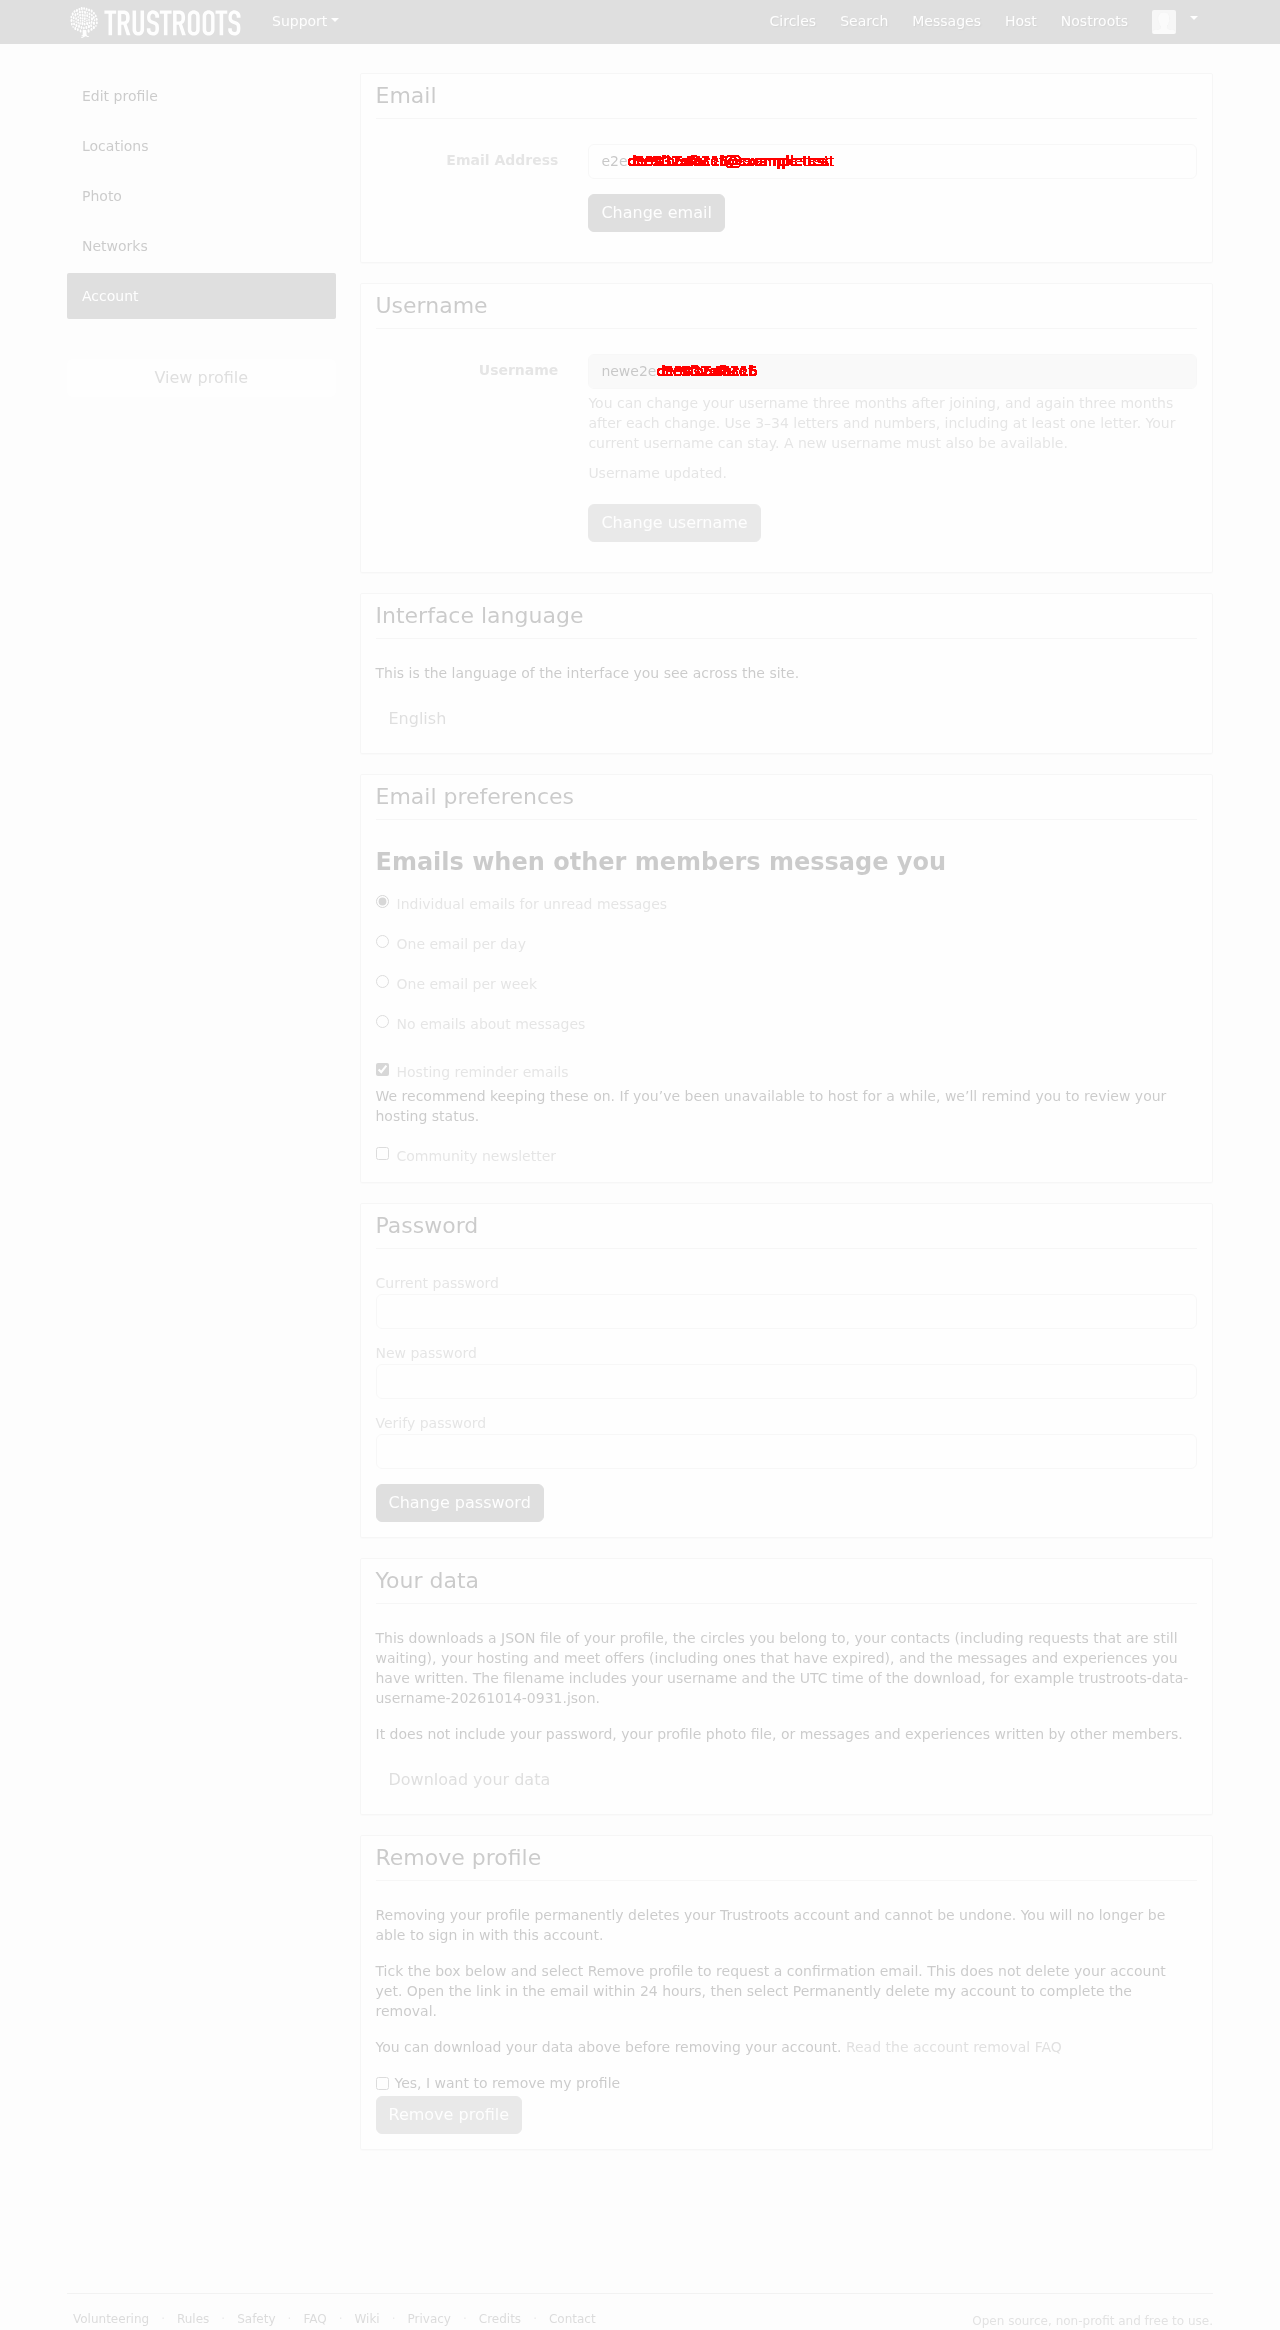 TRUSTROOTS
Support
Circles
Search
Messages
Host
Nostroots
Edit profile
Locations
Photo
Networks
Account
View profile
Email
Email Address
Change email
Username
Username
You can change your username three months after joining, and again three months
after each change. Use 3–34 letters and numbers, including at least one letter. Your
current username can stay. A new username must also be available.
Username updated.
Change username
Interface language
This is the language of the interface you see across the site.
English
Email preferences
Emails when other members message you
Individual emails for unread messages
One email per day
One email per week
No emails about messages
Hosting reminder emails
We recommend keeping these on. If you’ve been unavailable to host for a while, we’ll remind you to review your
hosting status.
Community newsletter
Password
Current password
New password
Verify password
Change password
Your data
This downloads a JSON file of your profile, the circles you belong to, your contacts (including requests that are still
waiting), your hosting and meet offers (including ones that have expired), and the messages and experiences you
have written. The filename includes your username and the UTC time of the download, for example trustroots-data-
username-20261014-0931.json.
It does not include your password, your profile photo file, or messages and experiences written by other members.
Download your data
Remove profile
Removing your profile permanently deletes your Trustroots account and cannot be undone. You will no longer be
able to sign in with this account.
Tick the box below and select Remove profile to request a confirmation email. This does not delete your account
yet. Open the link in the email within 24 hours, then select Permanently delete my account to complete the
removal.
You can download your data above before removing your account. Read the account removal FAQ
Yes, I want to remove my profile
Remove profile
Volunteering · Rules · Safety · FAQ · Wiki · Privacy · Credits · Contact
Open source, non-profit and free to use.